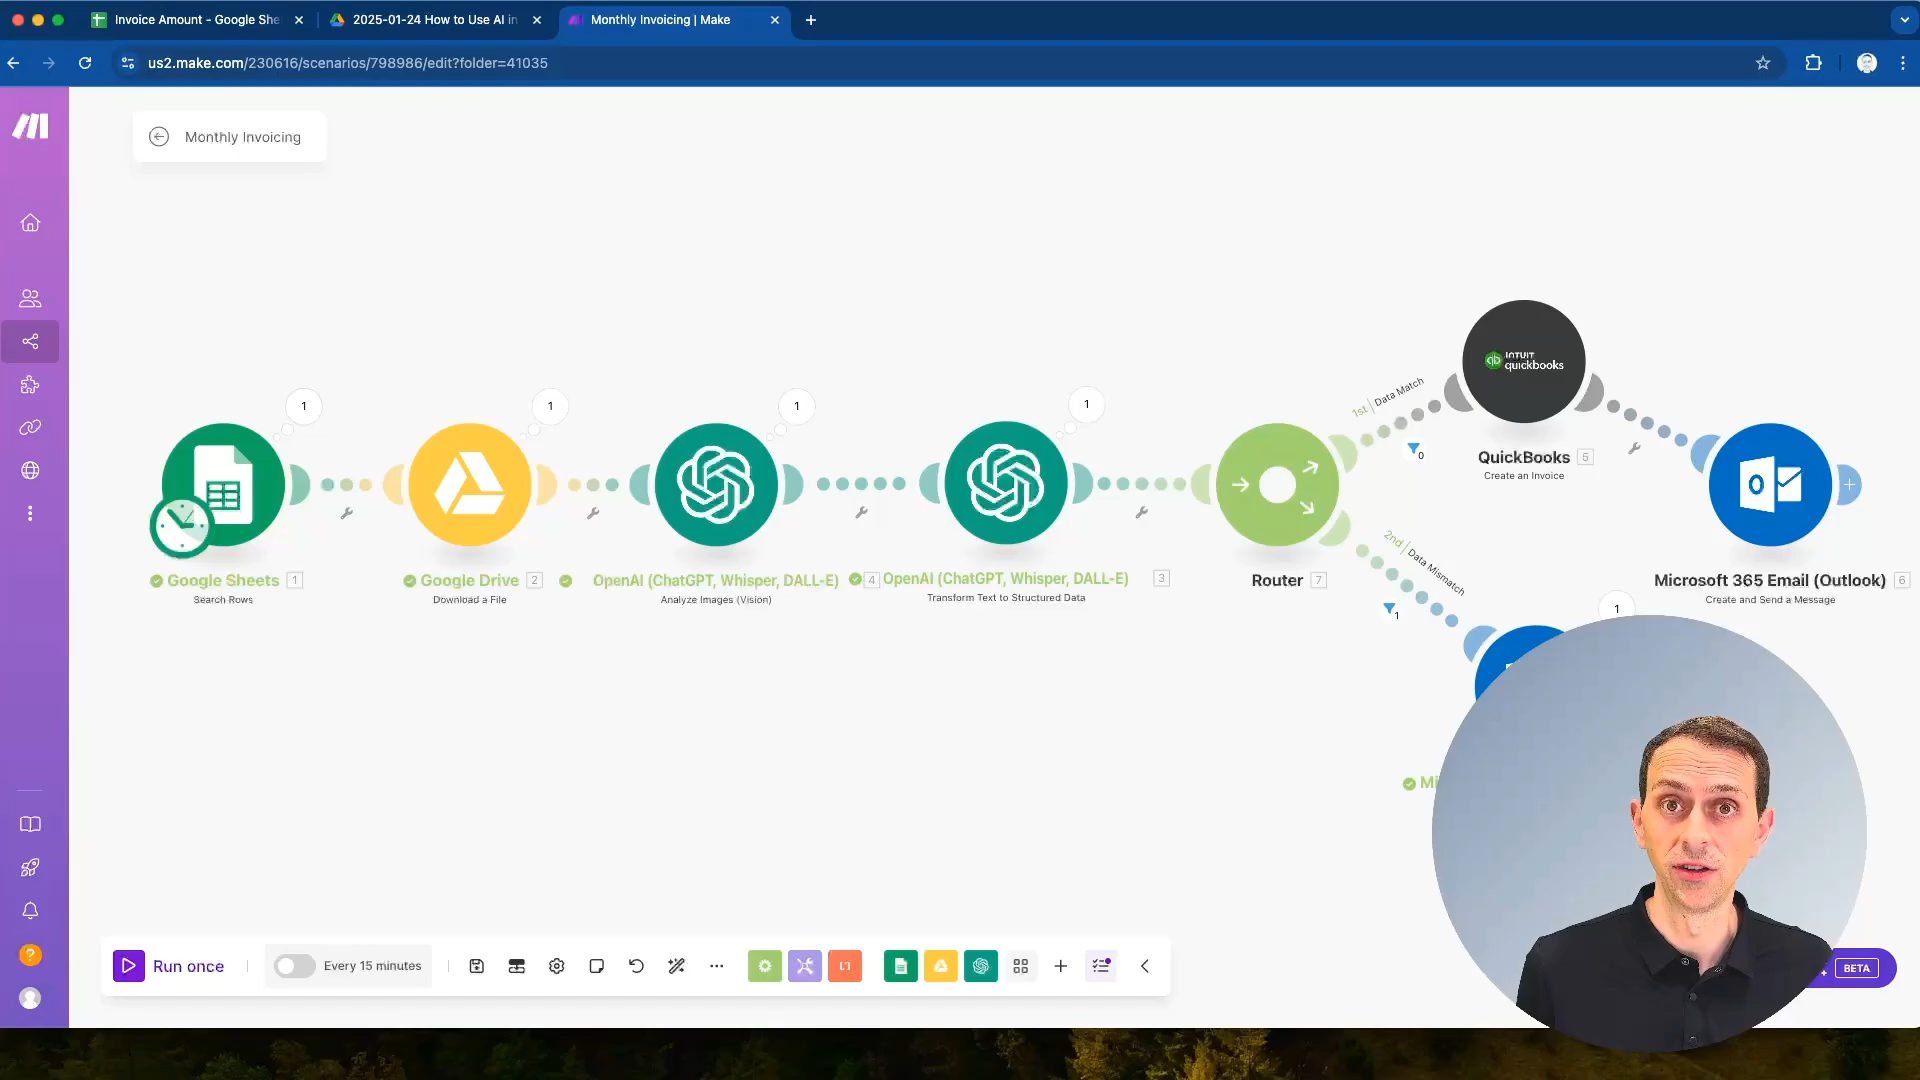 Invoice Amount - Google She
2025-01-24 How to Use AI in
Monthly Invoicing | Make
us2.make.com/230616/scenarios/798986/edit?folder=41035
Monthly Invoicing
1
1
1
1
1st
Data Match
0
INTUIT
quickbooks
qb
QuickBooks 5
Create an Invoice
Google Sheets 1
Search Rows
Google Drive 2
Download a File
OpenAI (ChatGPT, Whisper, DALL-E) 4
Analyze Images (Vision)
OpenAI (ChatGPT, Whisper, DALL-E) 3
Transform Text to Structured Data
Router 7
2nd
Data Mismatch
1
Microsoft 365 Email (Outlook) 6
Create and Send a Message
1
Mi
Run once
Every 15 minutes
BETA